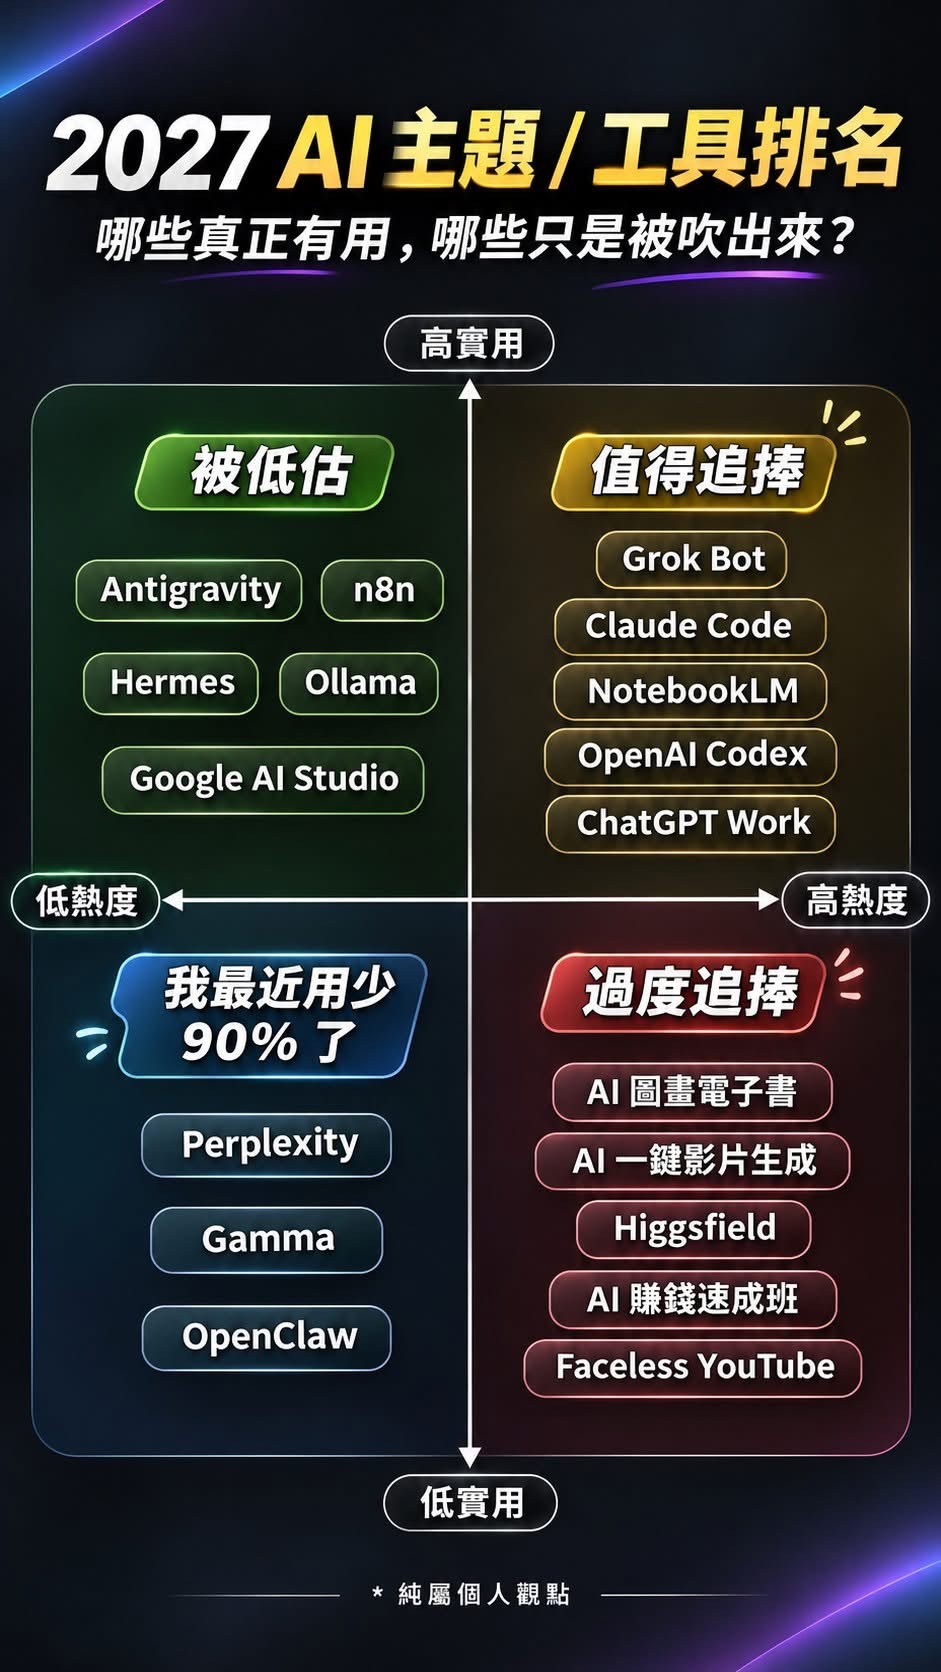 2027 AI 主題 / 工具排名
哪些真正有用，哪些只是被吹出來？
高實用
被低估
Antigravity
n8n
Hermes
Ollama
Google AI Studio
值得追捧
Grok Bot
Claude Code
NotebookLM
OpenAI Codex
ChatGPT Work
低熱度
高熱度
我最近用少
90% 了
Perplexity
Gamma
OpenClaw
過度追捧
AI 圖畫電子書
AI 一鍵影片生成
Higgsfield
AI 賺錢速成班
Faceless YouTube
低實用
* 純屬個人觀點